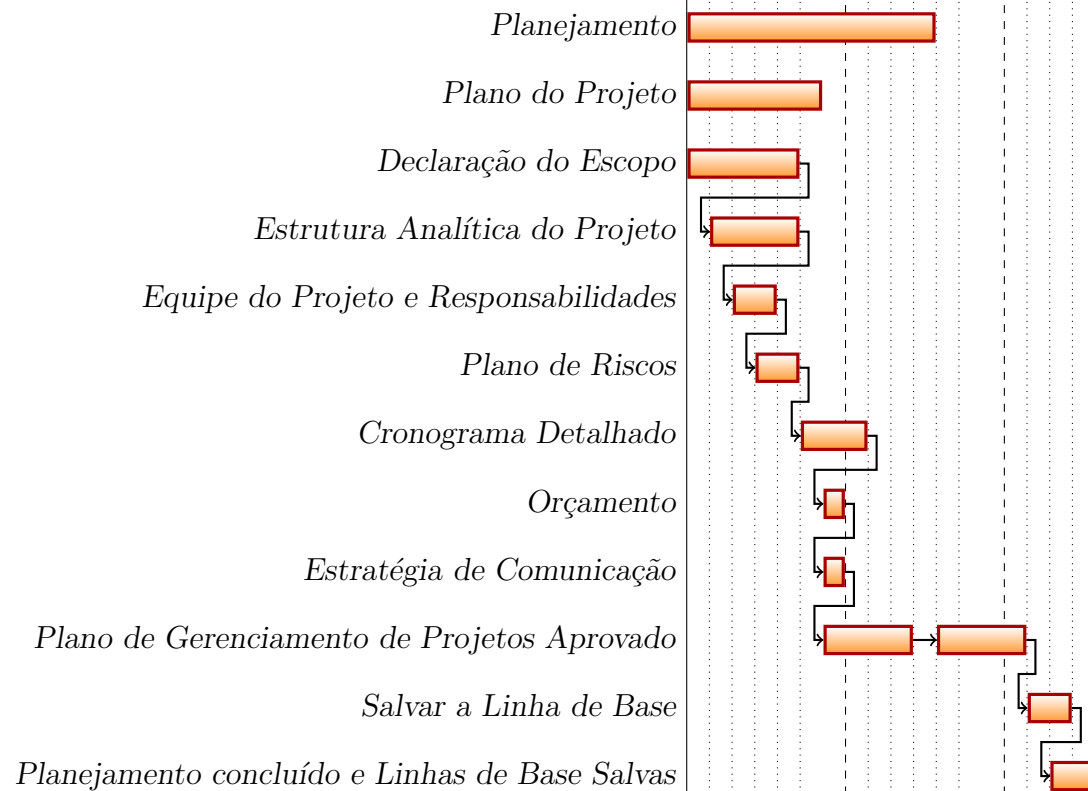 Planejamento
Plano do Projeto
Declaração do Escopo
Estrutura Analítica do Projeto
Equipe do Projeto e Responsabilidades
Plano de Riscos
Cronograma Detalhado
Orçamento
Estratégia de Comunicação
Plano de Gerenciamento de Projetos Aprovado
Salvar a Linha de Base
Planejamento concluído e Linhas de Base Salvas